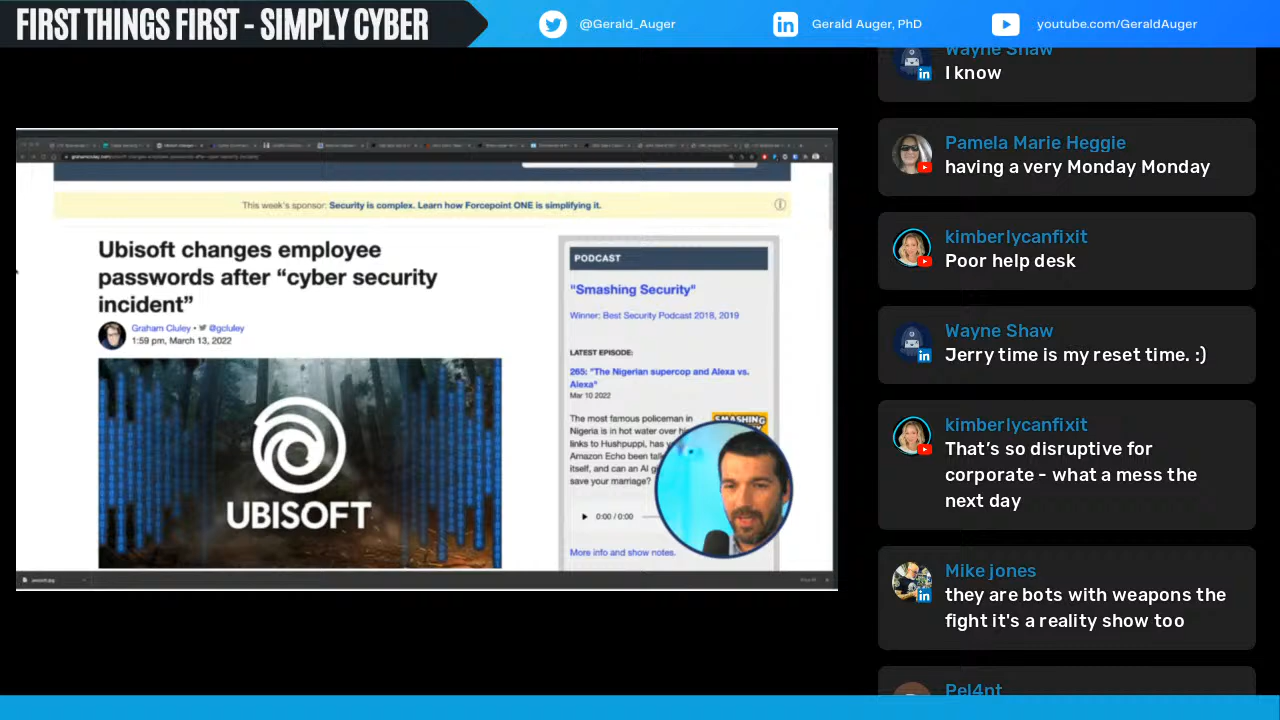 FIRST THINGS FIRST - SIMPLY CYBER
@Gerald_Auger
Gerald Auger, PhD
youtube.com/GeraldAuger
This week's sponsor: Security is complex. Learn how Forcepoint ONE is simplifying it.
Ubisoft changes employee
passwords after “cyber security
incident”
Graham Cluley • @gcluley
1:59 pm, March 13, 2022
UBISOFT
PODCAST
"Smashing Security"
Winner: Best Security Podcast 2018, 2019
LATEST EPISODE:
265: "The Nigerian supercop and Alexa vs.
Alexa"
Mar 10 2022
The most famous policeman in
Nigeria is in hot water over
links to Hushpuppi, has
Amazon Echo been
itself, and can an AI
save your marriage?
SMASHING
0:00 / 0:00
More info and show notes.
Wayne Shaw
I know
Pamela Marie Heggie
having a very Monday Monday
kimberlycanfixit
Poor help desk
Wayne Shaw
Jerry time is my reset time. :)
kimberlycanfixit
That’s so disruptive for
corporate - what a mess the
next day
Mike jones
they are bots with weapons the
fight it's a reality show too
Pel4nt